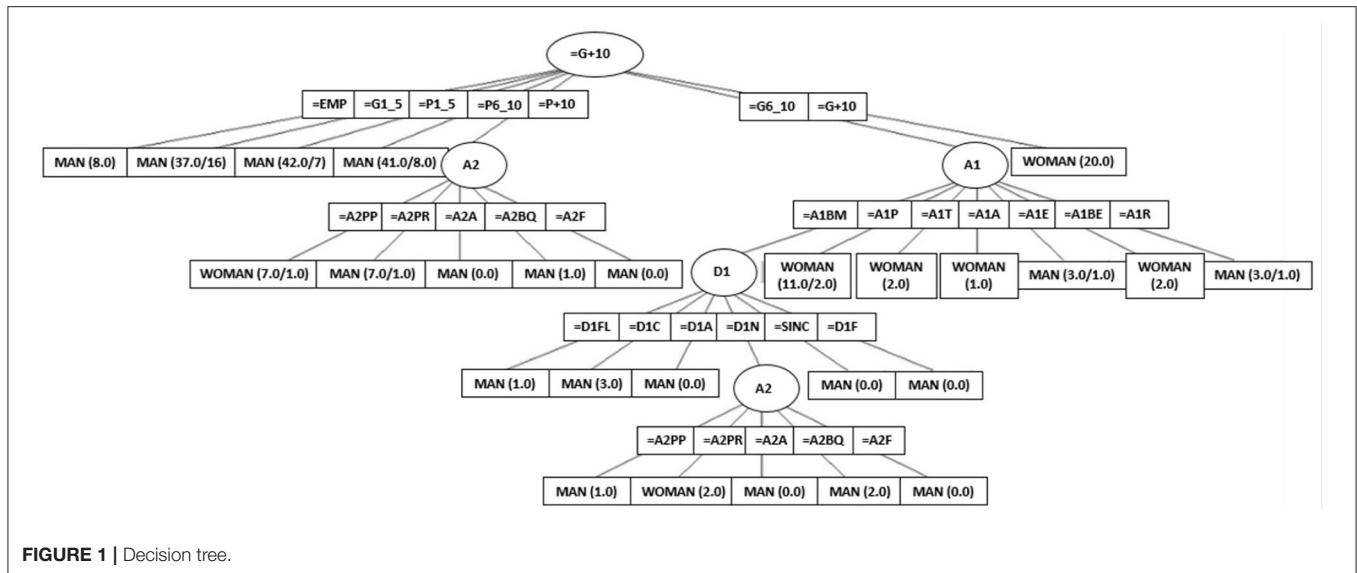 =G+10
=EMP =G1_5 =P1_5 =P6_10 =P+10 =G6_10 =G+10
MAN (8.0) MAN (37.0/16) MAN (42.0/7) MAN (41.0/8.0) A2 A1 WOMAN (20.0)
=A2PP =A2PR =A2A =A2BQ =A2F =A1BM =A1P =A1T =A1A =A1E =A1BE =A1R
WOMAN (7.0/1.0) MAN (7.0/1.0) MAN (0.0) MAN (1.0) MAN (0.0) D1 WOMAN (11.0/2.0) WOMAN (2.0) WOMAN (1.0) MAN (3.0/1.0) WOMAN (2.0) MAN (3.0/1.0)
=D1FL =D1C =D1A =D1N =SINC =D1F
MAN (1.0) MAN (3.0) MAN (0.0) A2 MAN (0.0) MAN (0.0)
=A2PP =A2PR =A2A =A2BQ =A2F
MAN (1.0) WOMAN (2.0) MAN (0.0) MAN (2.0) MAN (0.0)
FIGURE 1 | Decision tree.